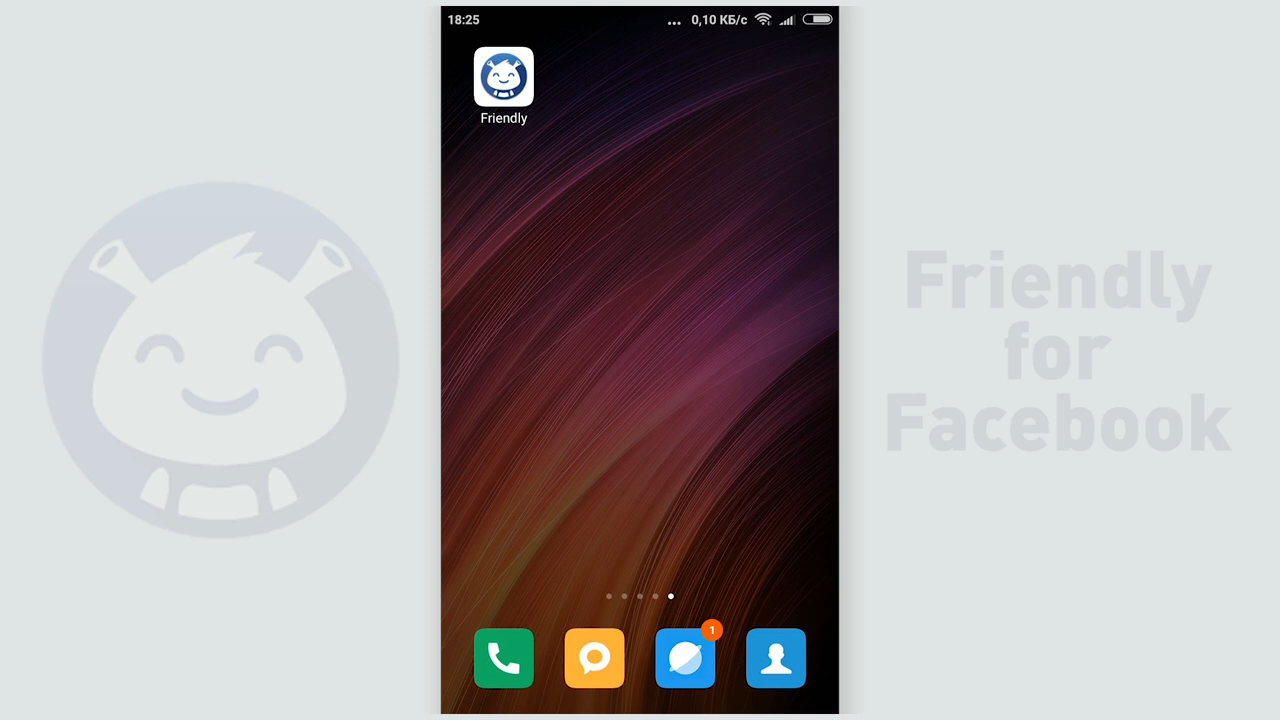 18:25
... 0,10 КБ/с
Friendly
1
Friendly
for
Facebook